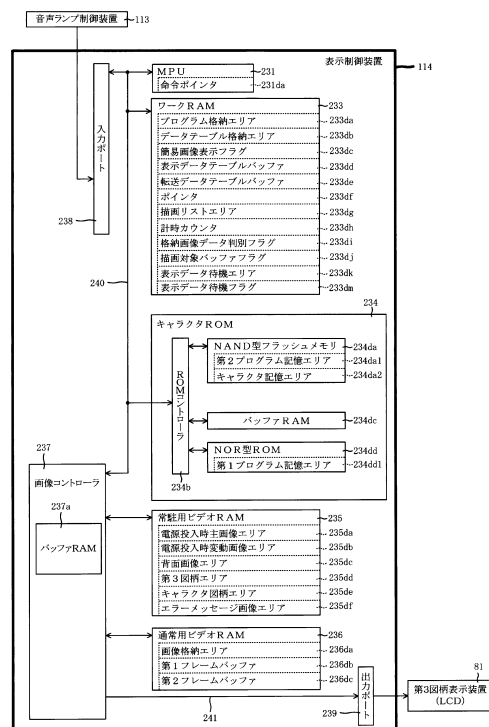 音声ランプ制御装置
113
表示制御装置
114
MPU
231
命令ポインタ
231da
ワークRAM
233
プログラム格納エリア
233da
データテーブル格納エリア
233db
簡易画像表示フラグ
233dc
表示データテーブルバッファ
233dd
転送データテーブルバッファ
233de
ポインタ
233df
描画リストエリア
233dg
計時カウンタ
233dh
格納画像データ判別フラグ
233di
描画対象バッファフラグ
233dj
表示データ待機エリア
233dk
表示データ待機フラグ
233dm
入力ポート
238
240
234
キャラクタROM
NAND型フラッシュメモリ
234da
第2プログラム記憶エリア
234da1
キャラクタ記憶エリア
234da2
ROMコントローラ
234b
バッファRAM
234dc
NOR型ROM
234dd
第1プログラム記憶エリア
234dd1
237
画像コントローラ
237a
バッファRAM
常駐用ビデオRAM
235
電源投入時主画像エリア
235da
電源投入時変動画像エリア
235db
背面画像エリア
235dc
第3図柄エリア
235dd
キャラクタ図柄エリア
235de
エラーメッセージ画像エリア
235df
通常用ビデオRAM
236
画像格納エリア
236da
第1フレームバッファ
236db
第2フレームバッファ
236dc
241
出力ポート
239
81
第3図柄表示装置
(LCD)